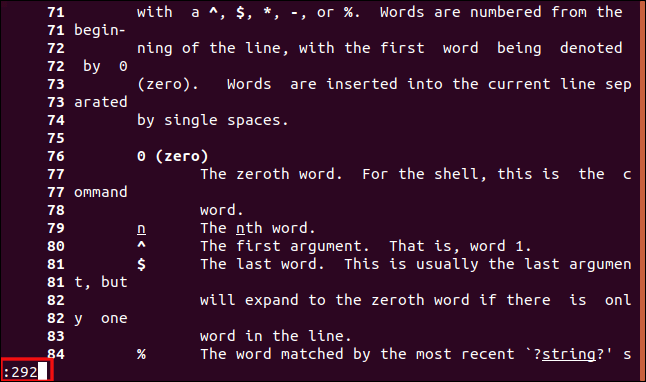 71 with a ^, $, *, -, or %. Words are numbered from the
71 begin-
72 ning of the line, with the first word being denoted
72 by 0
73 (zero). Words are inserted into the current line sep
73 arated
74 by single spaces.
75
76 0 (zero)
77 The zeroth word. For the shell, this is the c
77 ommand
78 word.
79 n The nth word.
80 ^ The first argument. That is, word 1.
81 $ The last word. This is usually the last argumen
81 t, but
82 will expand to the zeroth word if there is onl
82 y one
83 word in the line.
84 % The word matched by the most recent `?string?' s
:292